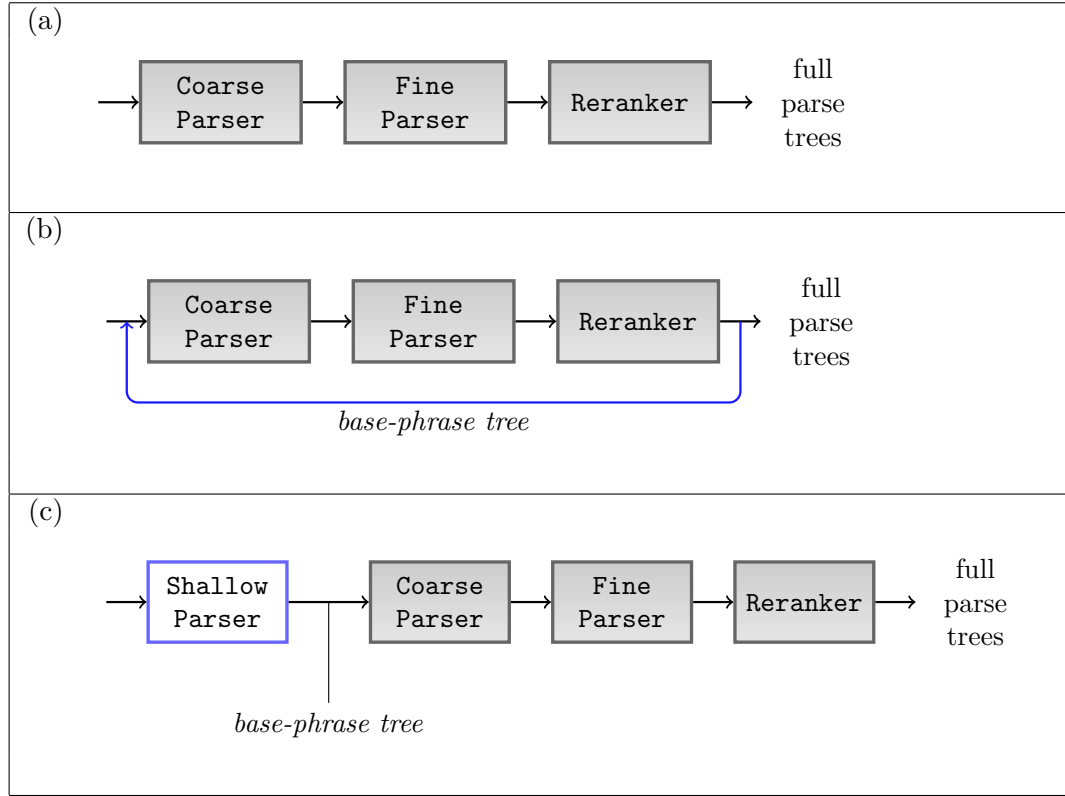 (a)
Coarse
Parser
Fine
Parser
Reranker
full
parse
trees
(b)
Coarse
Parser
Fine
Parser
Reranker
full
parse
trees
base-phrase tree
(c)
Shallow
Parser
Coarse
Parser
Fine
Parser
Reranker
full
parse
trees
base-phrase tree